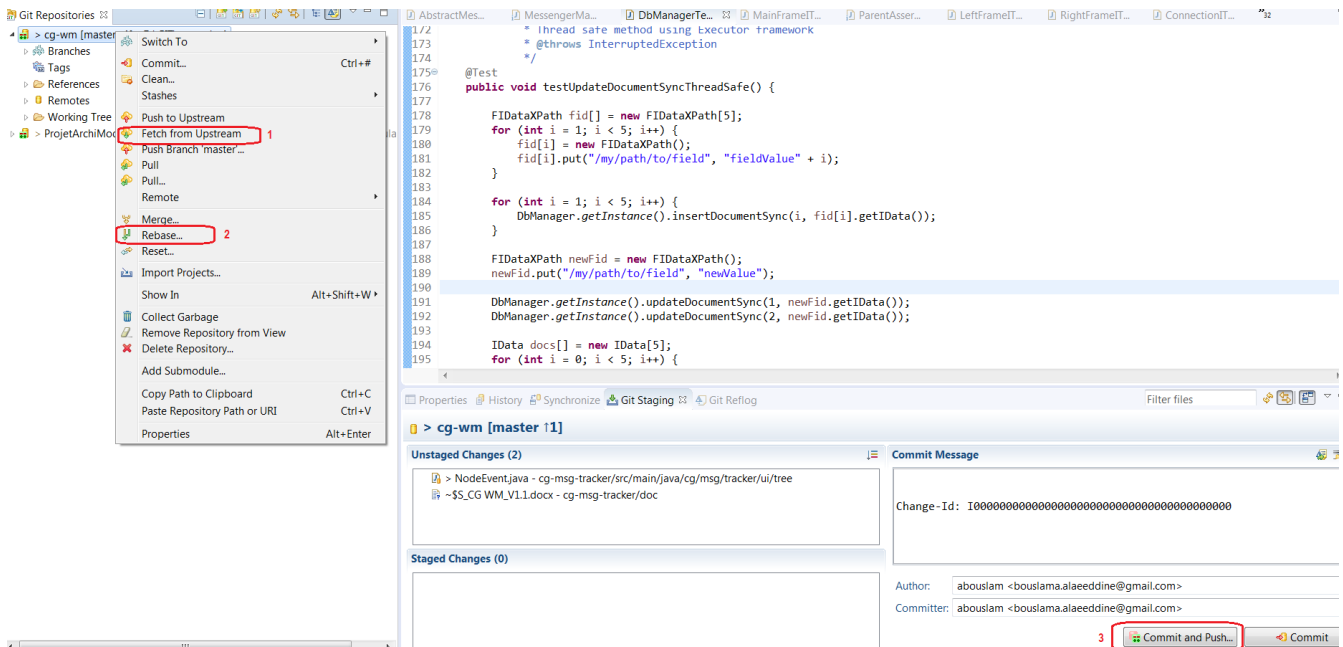 Git Repositories
> cg-wm [master
Branches
Tags
References
Remotes
Working Tree
> ProjetArchiMod
Switch To
Commit... Ctrl+#
Clean...
Stashes
Push to Upstream
Fetch from Upstream 1
Push Branch 'master'...
Pull
Pull...
Remote
Merge...
Rebase... 2
Reset...
Import Projects...
Show In Alt+Shift+W
Collect Garbage
Remove Repository from View
Delete Repository...
Add Submodule...
Copy Path to Clipboard Ctrl+C
Paste Repository Path or URI Ctrl+V
Properties Alt+Enter
AbstractMes... MessengerMa... DbManagerTe... MainFrameIT... ParentAsser... LeftFrameIT... RightFrameIT... ConnectionIT... »32
172 * Thread safe method using Executor framework
173 * @throws InterruptedException
174 */
175 @Test
176 public void testUpdateDocumentSyncThreadSafe() {
177
178 FIDataXPath fid[] = new FIDataXPath[5];
179 for (int i = 1; i < 5; i++) {
180 fid[i] = new FIDataXPath();
181 fid[i].put("/my/path/to/field", "fieldValue" + i);
182 }
183
184 for (int i = 1; i < 5; i++) {
185 DbManager.getInstance().insertDocumentSync(i, fid[i].getIData());
186 }
187
188 FIDataXPath newFid = new FIDataXPath();
189 newFid.put("/my/path/to/field", "newValue");
190
191 DbManager.getInstance().updateDocumentSync(1, newFid.getIData());
192 DbManager.getInstance().updateDocumentSync(2, newFid.getIData());
193
194 IData docs[] = new IData[5];
195 for (int i = 0; i < 5; i++) {
Properties History Synchronize Git Staging Git Reflog Filter files
> cg-wm [master ↑1]
Unstaged Changes (2)
> NodeEvent.java - cg-msg-tracker/src/main/java/cg/msg/tracker/ui/tree
~$S_CG WM_V1.1.docx - cg-msg-tracker/doc
Staged Changes (0)
Commit Message
Change-Id: I0000000000000000000000000000000000000000
Author: abouslam <bouslama.alaeeddine@gmail.com>
Committer: abouslam <bouslama.alaeeddine@gmail.com>
3 Commit and Push... Commit